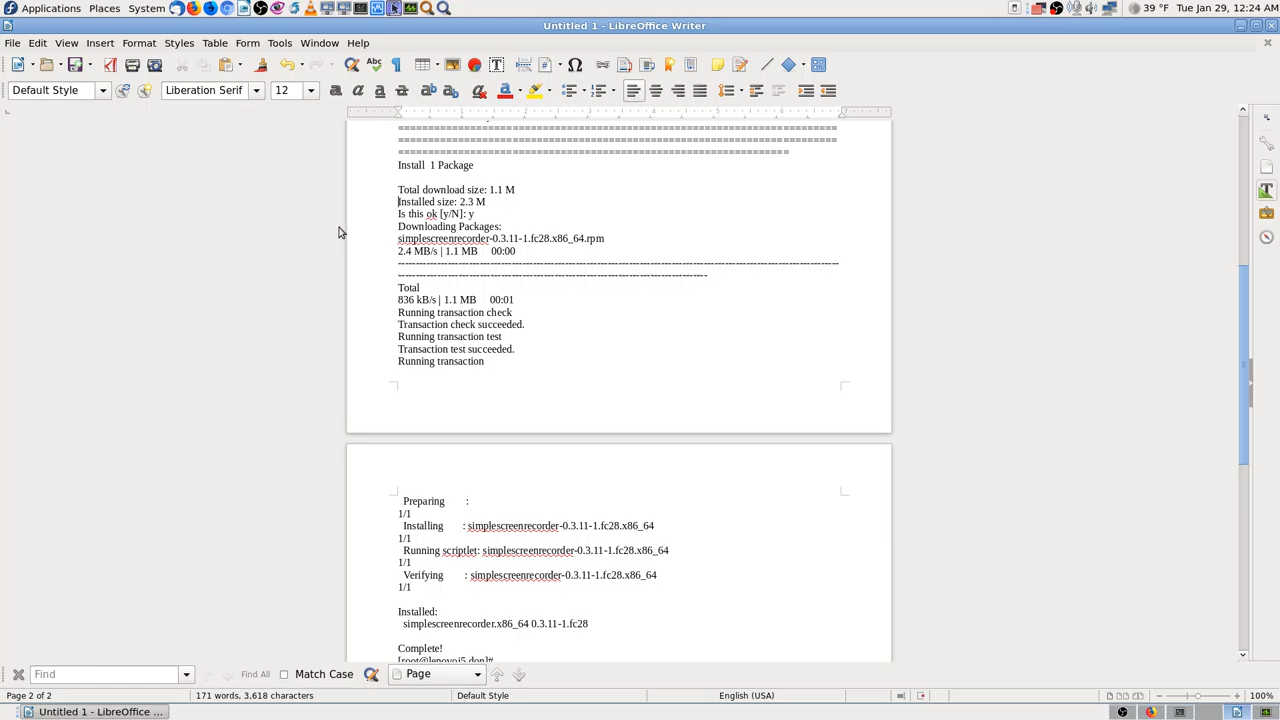 Applications Places System 39 °F Tue Jan 29, 12:24 AM
Untitled 1 - LibreOffice Writer
File Edit View Insert Format Styles Table Form Tools Window Help
Default Style Liberation Serif 12
================================================================================
================================================================================
=======================================================================
Install 1 Package
Total download size: 1.1 M
Installed size: 2.3 M
Is this ok [y/N]: y
Downloading Packages:
simplescreenrecorder-0.3.11-1.fc28.x86_64.rpm
2.4 MB/s | 1.1 MB 00:00
--------------------------------------------------------------------------------------------------------------
-----------------------------------------------------------------------------
Total
836 kB/s | 1.1 MB 00:01
Running transaction check
Transaction check succeeded.
Running transaction test
Transaction test succeeded.
Running transaction
Preparing :
1/1
Installing : simplescreenrecorder-0.3.11-1.fc28.x86_64
1/1
Running scriptlet: simplescreenrecorder-0.3.11-1.fc28.x86_64
1/1
Verifying : simplescreenrecorder-0.3.11-1.fc28.x86_64
1/1
Installed:
simplescreenrecorder.x86_64 0.3.11-1.fc28
Complete!
Find Find All Match Case Page
Page 2 of 2 171 words, 3,618 characters Default Style English (USA) 100%
Untitled 1 - LibreOffice ...